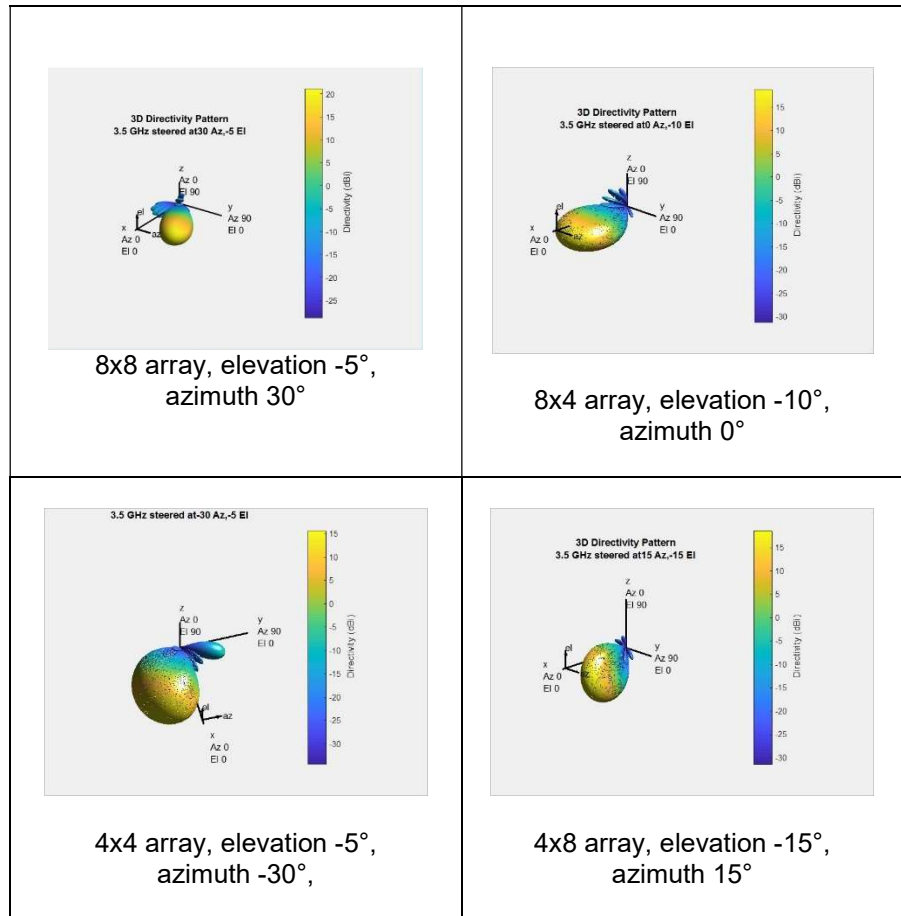 3D Directivity Pattern
3.5 GHz steered at30 Az,-5 El
z
Az 0
El 90
y
Az 90
El 0
el
x
Az 0
El 0
az
20
15
10
5
0
-5
-10
-15
-20
-25
Directivity (dBi)
8x8 array, elevation -5°,
azimuth 30°
3D Directivity Pattern
3.5 GHz steered at0 Az,-10 El
z
Az 0
El 90
y
Az 90
El 0
el
x
Az 0
El 0
az
15
10
5
0
-5
-10
-15
-20
-25
-30
Directivity (dBi)
8x4 array, elevation -10°,
azimuth 0°
3.5 GHz steered at-30 Az,-5 El
z
Az 0
El 90
y
Az 90
El 0
el
az
x
Az 0
El 0
15
10
5
0
-5
-10
-15
-20
-25
-30
Directivity (dBi)
4x4 array, elevation -5°,
azimuth -30°,
3D Directivity Pattern
3.5 GHz steered at15 Az,-15 El
z
Az 0
El 90
y
Az 90
El 0
el
x
Az 0
El 0
az
15
10
5
0
-5
-10
-15
-20
-25
-30
Directivity (dBi)
4x8 array, elevation -15°,
azimuth 15°